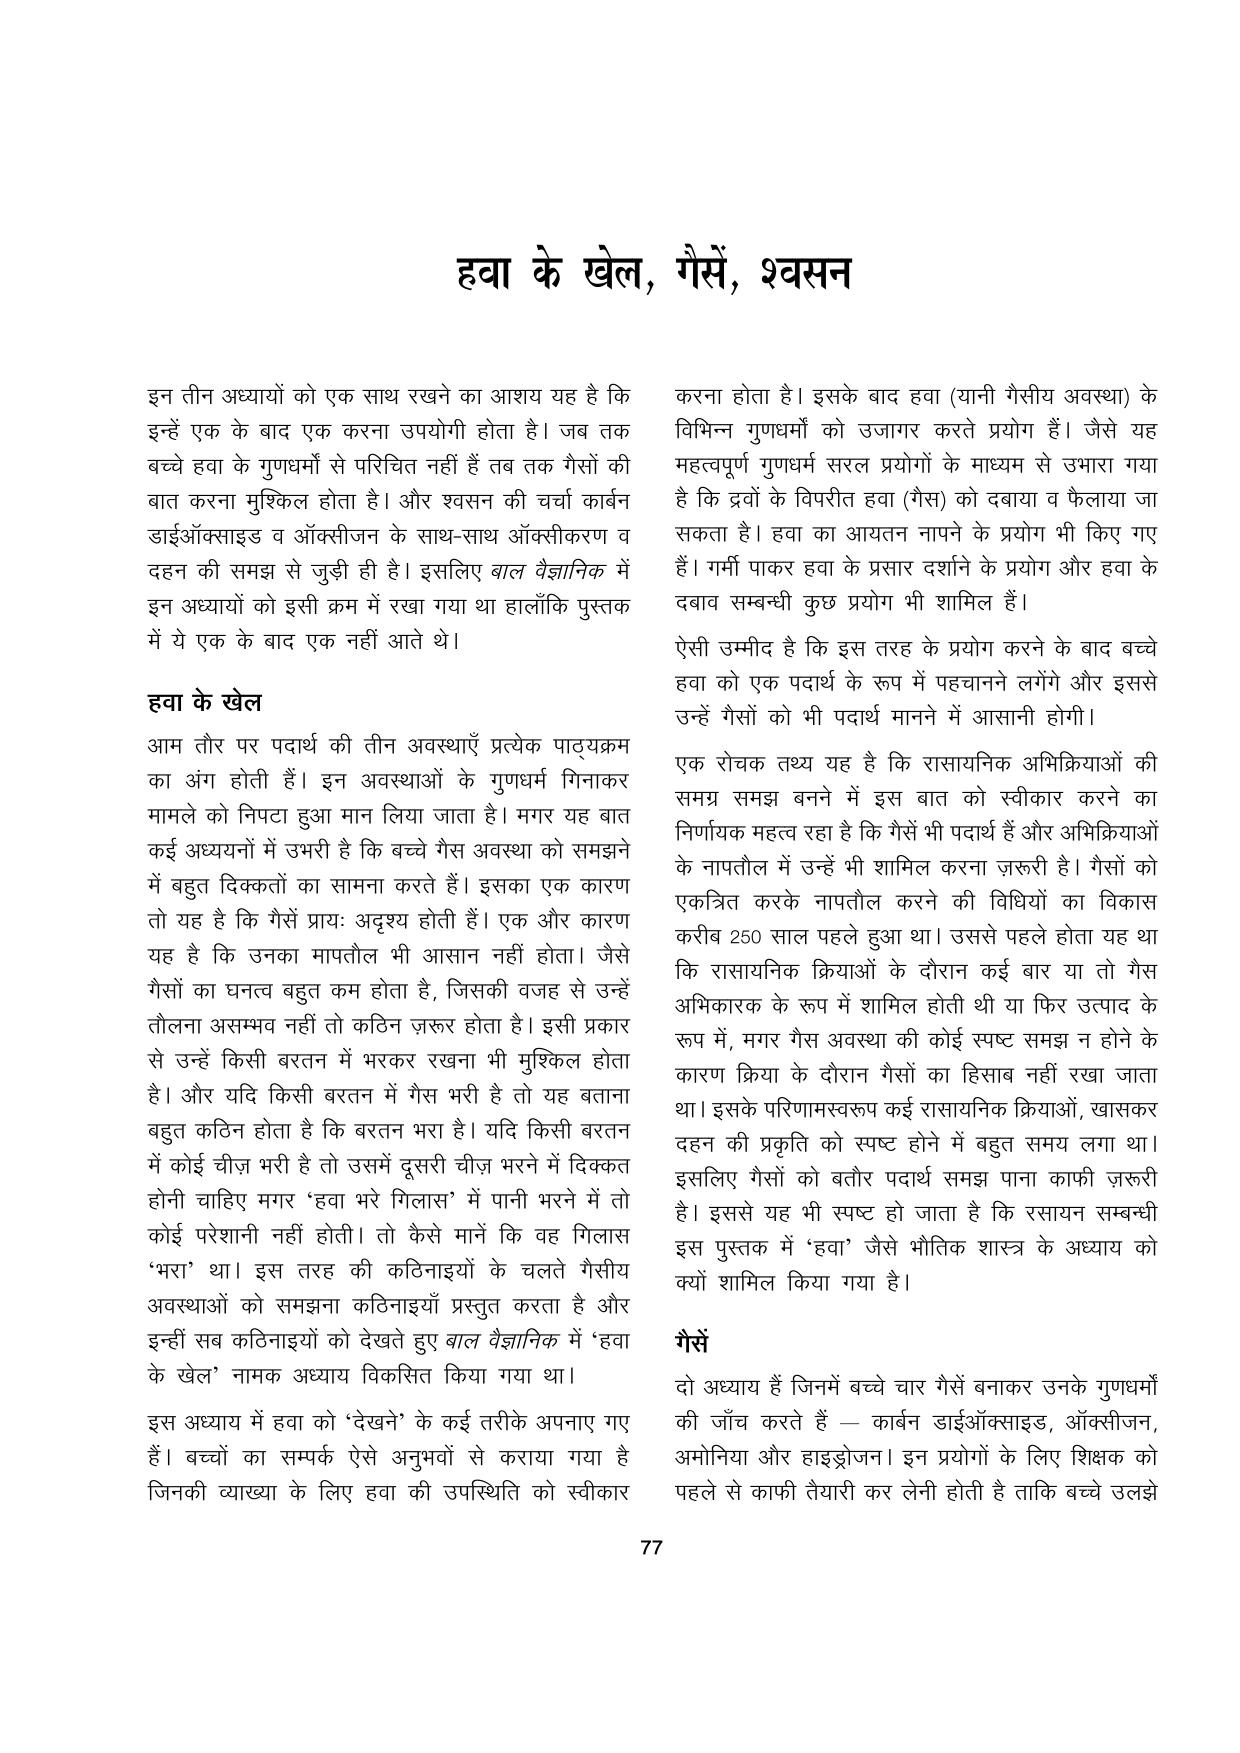 हवा के खेल, गैसें, श्वसन
इन तीन अध्यायों को एक साथ रखने का आशय यह है कि
इन्हें एक के बाद एक करना उपयोगी होता है। जब तक
बच्चे हवा के गुणधर्मों से परिचित नहीं हैं तब तक गैसों की
बात करना मुश्किल होता है। और श्वसन की चर्चा कार्बन
डाईऑक्साइड व ऑक्सीजन के साथ-साथ ऑक्सीकरण व
दहन की समझ से जुड़ी ही है। इसलिए बाल वैज्ञानिक में
इन अध्यायों को इसी क्रम में रखा गया था हालाँकि पुस्तक
में ये एक के बाद एक नहीं आते थे।
हवा के खेल
आम तौर पर पदार्थ की तीन अवस्थाएँ प्रत्येक पाठ्यक्रम
का अंग होती हैं। इन अवस्थाओं के गुणधर्म गिनाकर
मामले को निपटा हुआ मान लिया जाता है। मगर यह बात
कई अध्ययनों में उभरी है कि बच्चे गैस अवस्था को समझने
में बहुत दिक्कतों का सामना करते हैं। इसका एक कारण
तो यह है कि गैसें प्रायः अदृश्य होती हैं। एक और कारण
यह है कि उनका मापतौल भी आसान नहीं होता। जैसे
गैसों का घनत्व बहुत कम होता है, जिसकी वजह से उन्हें
तौलना असम्भव नहीं तो कठिन ज़रूर होता है। इसी प्रकार
से उन्हें किसी बरतन में भरकर रखना भी मुश्किल होता
है। और यदि किसी बरतन में गैस भरी है तो यह बताना
बहुत कठिन होता है कि बरतन भरा है। यदि किसी बरतन
में कोई चीज़ भरी है तो उसमें दूसरी चीज़ भरने में दिक्कत
होनी चाहिए मगर ‘हवा भरे गिलास’ में पानी भरने में तो
कोई परेशानी नहीं होती। तो कैसे मानें कि वह गिलास
‘भरा’ था। इस तरह की कठिनाइयों के चलते गैसीय
अवस्थाओं को समझना कठिनाइयाँ प्रस्तुत करता है और
इन्हीं सब कठिनाइयों को देखते हुए बाल वैज्ञानिक में ‘हवा
के खेल’ नामक अध्याय विकसित किया गया था।
इस अध्याय में हवा को ‘देखने’ के कई तरीके अपनाए गए
हैं। बच्चों का सम्पर्क ऐसे अनुभवों से कराया गया है
जिनकी व्याख्या के लिए हवा की उपस्थिति को स्वीकार
करना होता है। इसके बाद हवा (यानी गैसीय अवस्था) के
विभिन्न गुणधर्मों को उजागर करते प्रयोग हैं। जैसे यह
महत्वपूर्ण गुणधर्म सरल प्रयोगों के माध्यम से उभारा गया
है कि द्रवों के विपरीत हवा (गैस) को दबाया व फैलाया जा
सकता है। हवा का आयतन नापने के प्रयोग भी किए गए
हैं। गर्मी पाकर हवा के प्रसार दर्शाने के प्रयोग और हवा के
दबाव सम्बन्धी कुछ प्रयोग भी शामिल हैं।
ऐसी उम्मीद है कि इस तरह के प्रयोग करने के बाद बच्चे
हवा को एक पदार्थ के रूप में पहचानने लगेंगे और इससे
उन्हें गैसों को भी पदार्थ मानने में आसानी होगी।
एक रोचक तथ्य यह है कि रासायनिक अभिक्रियाओं की
समग्र समझ बनने में इस बात को स्वीकार करने का
निर्णायक महत्व रहा है कि गैसें भी पदार्थ हैं और अभिक्रियाओं
के नापतौल में उन्हें भी शामिल करना ज़रूरी है। गैसों को
एकत्रित करके नापतौल करने की विधियों का विकास
करीब 250 साल पहले हुआ था। उससे पहले होता यह था
कि रासायनिक क्रियाओं के दौरान कई बार या तो गैस
अभिकारक के रूप में शामिल होती थी या फिर उत्पाद के
रूप में, मगर गैस अवस्था की कोई स्पष्ट समझ न होने के
कारण क्रिया के दौरान गैसों का हिसाब नहीं रखा जाता
था। इसके परिणामस्वरूप कई रासायनिक क्रियाओं, खासकर
दहन की प्रकृति को स्पष्ट होने में बहुत समय लगा था।
इसलिए गैसों को बतौर पदार्थ समझ पाना काफी ज़रूरी
है। इससे यह भी स्पष्ट हो जाता है कि रसायन सम्बन्धी
इस पुस्तक में ‘हवा’ जैसे भौतिक शास्त्र के अध्याय को
क्यों शामिल किया गया है।
गैसें
दो अध्याय हैं जिनमें बच्चे चार गैसें बनाकर उनके गुणधर्मों
की जाँच करते हैं — कार्बन डाईऑक्साइड, ऑक्सीजन,
अमोनिया और हाइड्रोजन। इन प्रयोगों के लिए शिक्षक को
पहले से काफी तैयारी कर लेनी होती है ताकि बच्चे उलझे
77